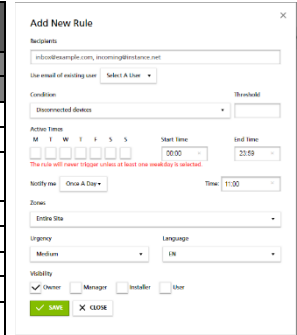 Add New Rule
×
Recipients
inbox@example.com, incoming@instance.net
Use email of existing user Select A User
Condition Threshold
Disconnected devices
Active Times
M T W T F S S Start Time End Time
00:00 23:59
The rule will never trigger unless at least one weekday is selected.
Notify me Once A Day Time: 11:00
Zones
Entire Site
Urgency Language
Medium EN
Visibility
Owner Manager Installer User
SAVE X CLOSE